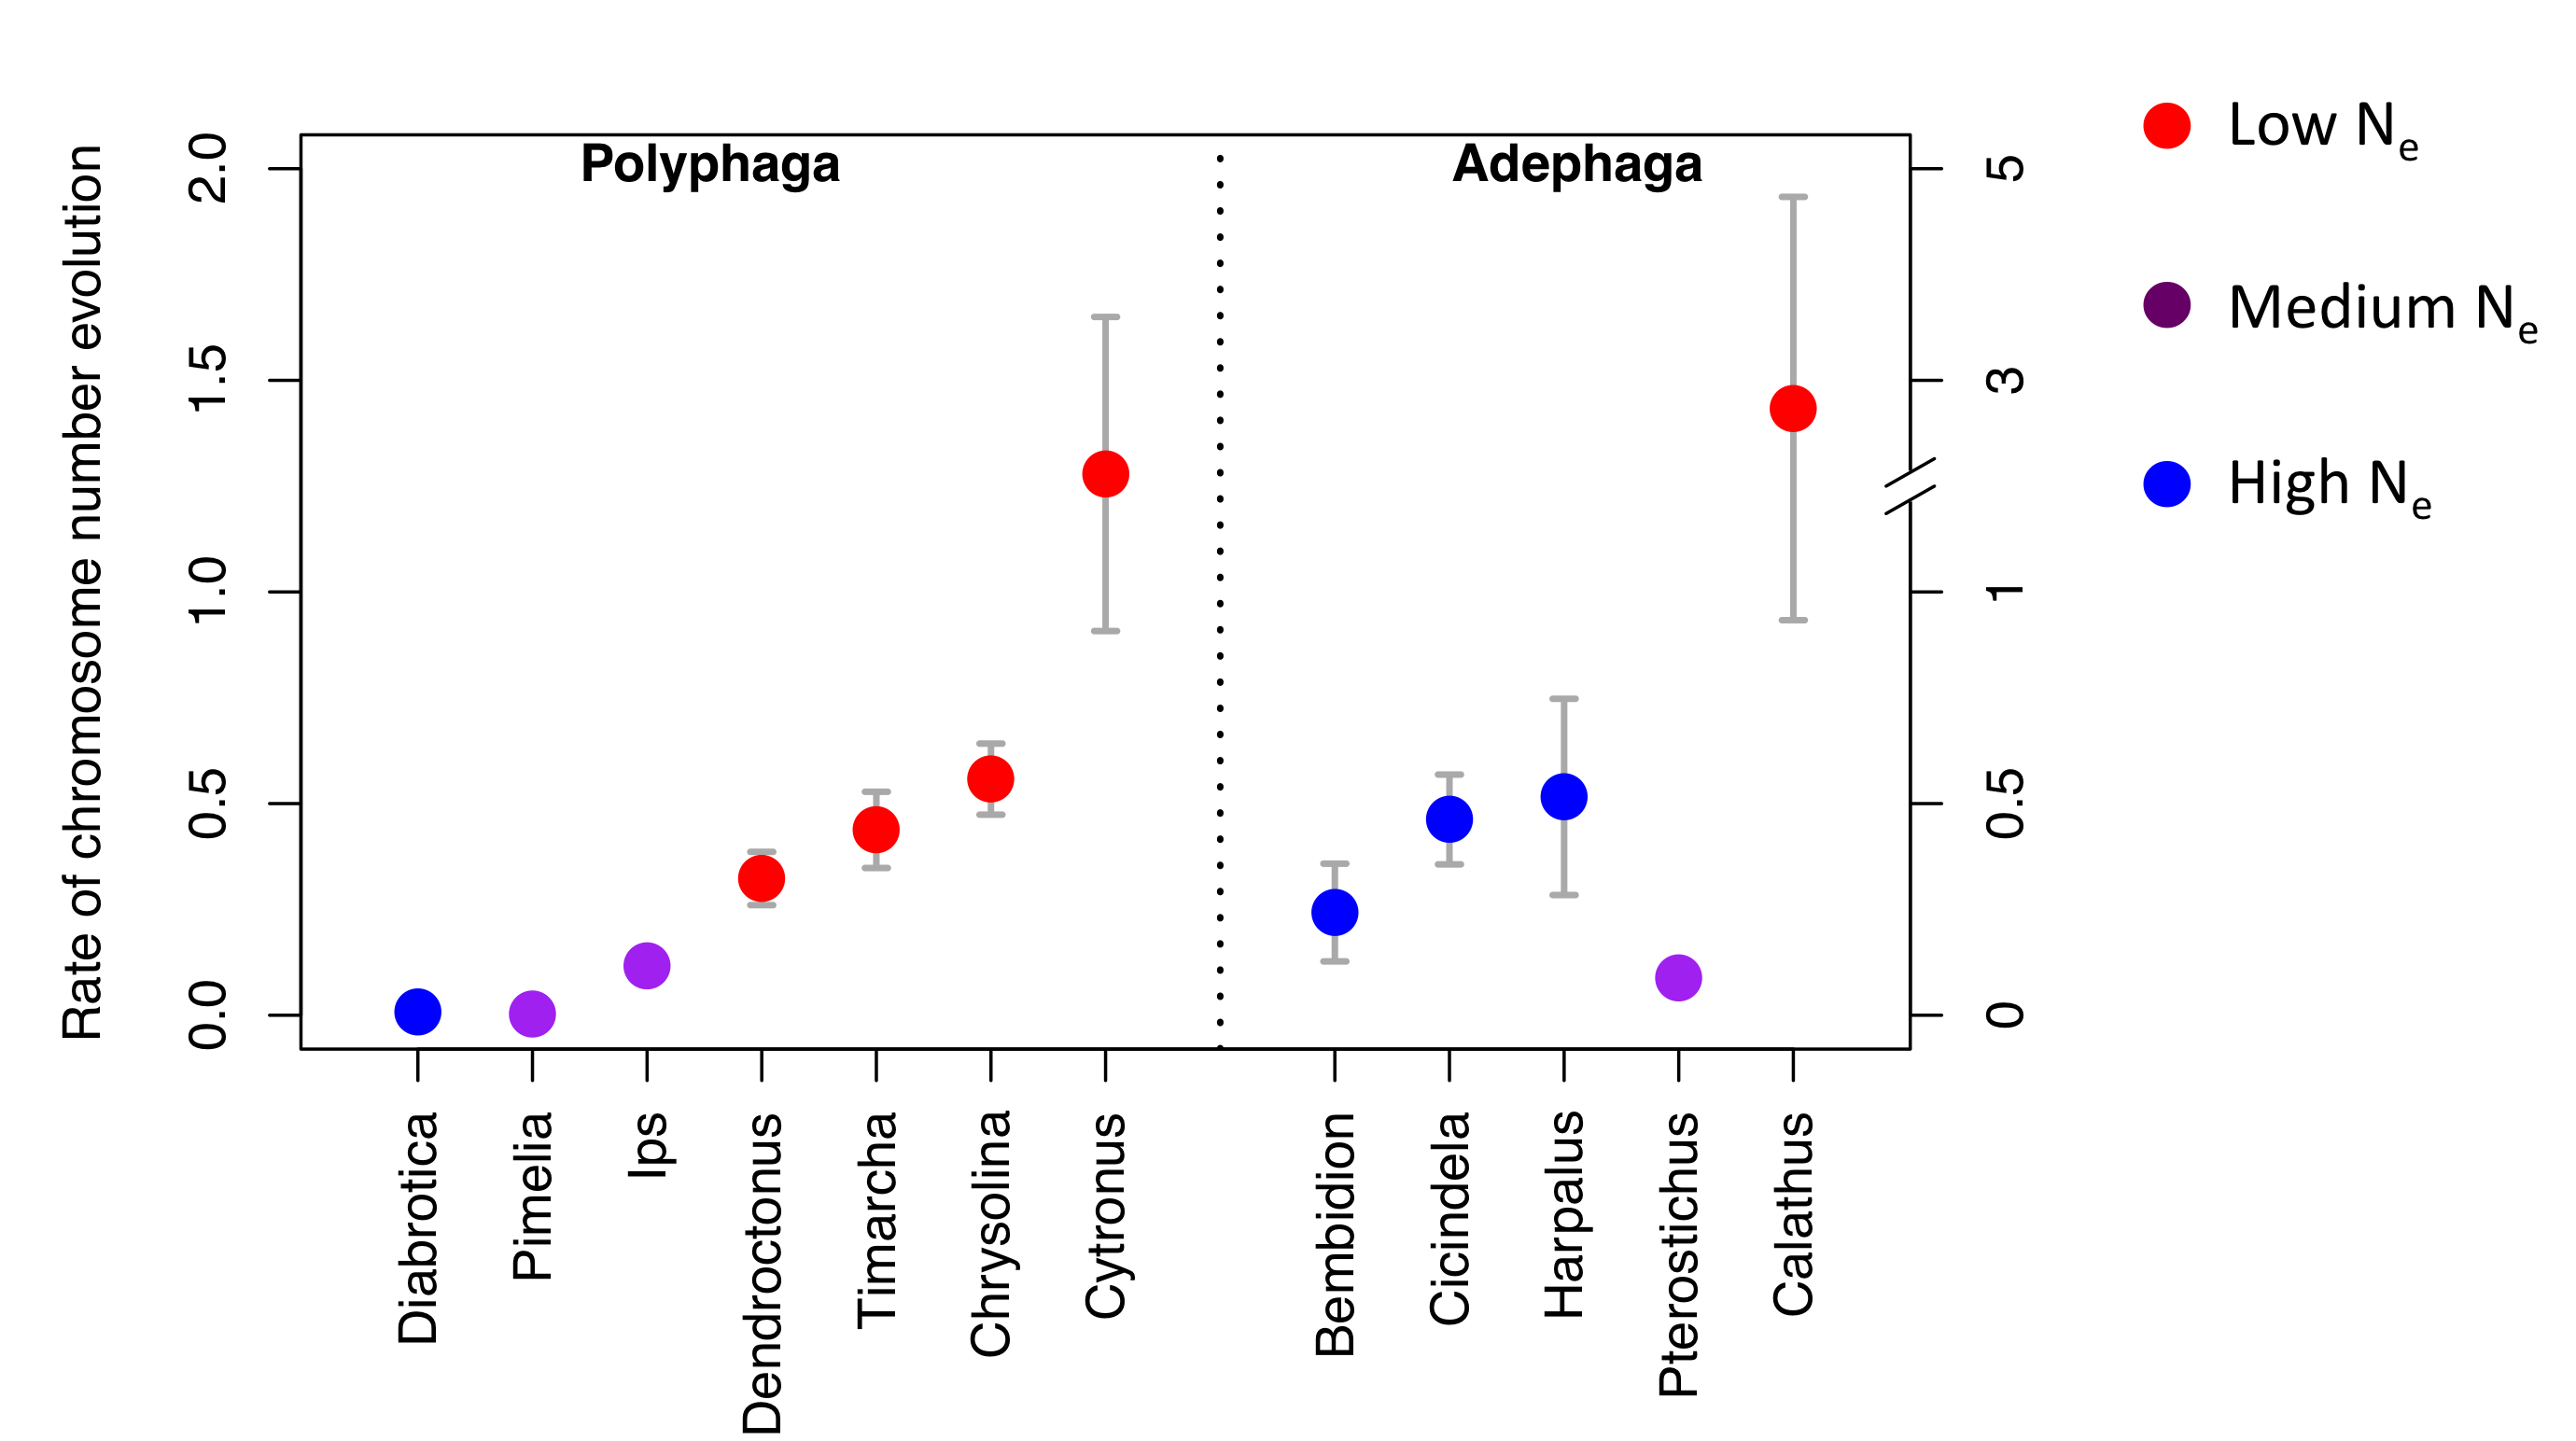 Polyphaga
Adephaga
Rate of chromosome number evolution
2.0
1.5
1.0
0.5
0.0
5
3
1
0.5
0
Diabrotica
Pimelia
Ips
Dendroctonus
Timarcha
Chrysolina
Cytronus
Bembidion
Cicindela
Harpalus
Pterostichus
Calathus
Low Ne
Medium Ne
High Ne